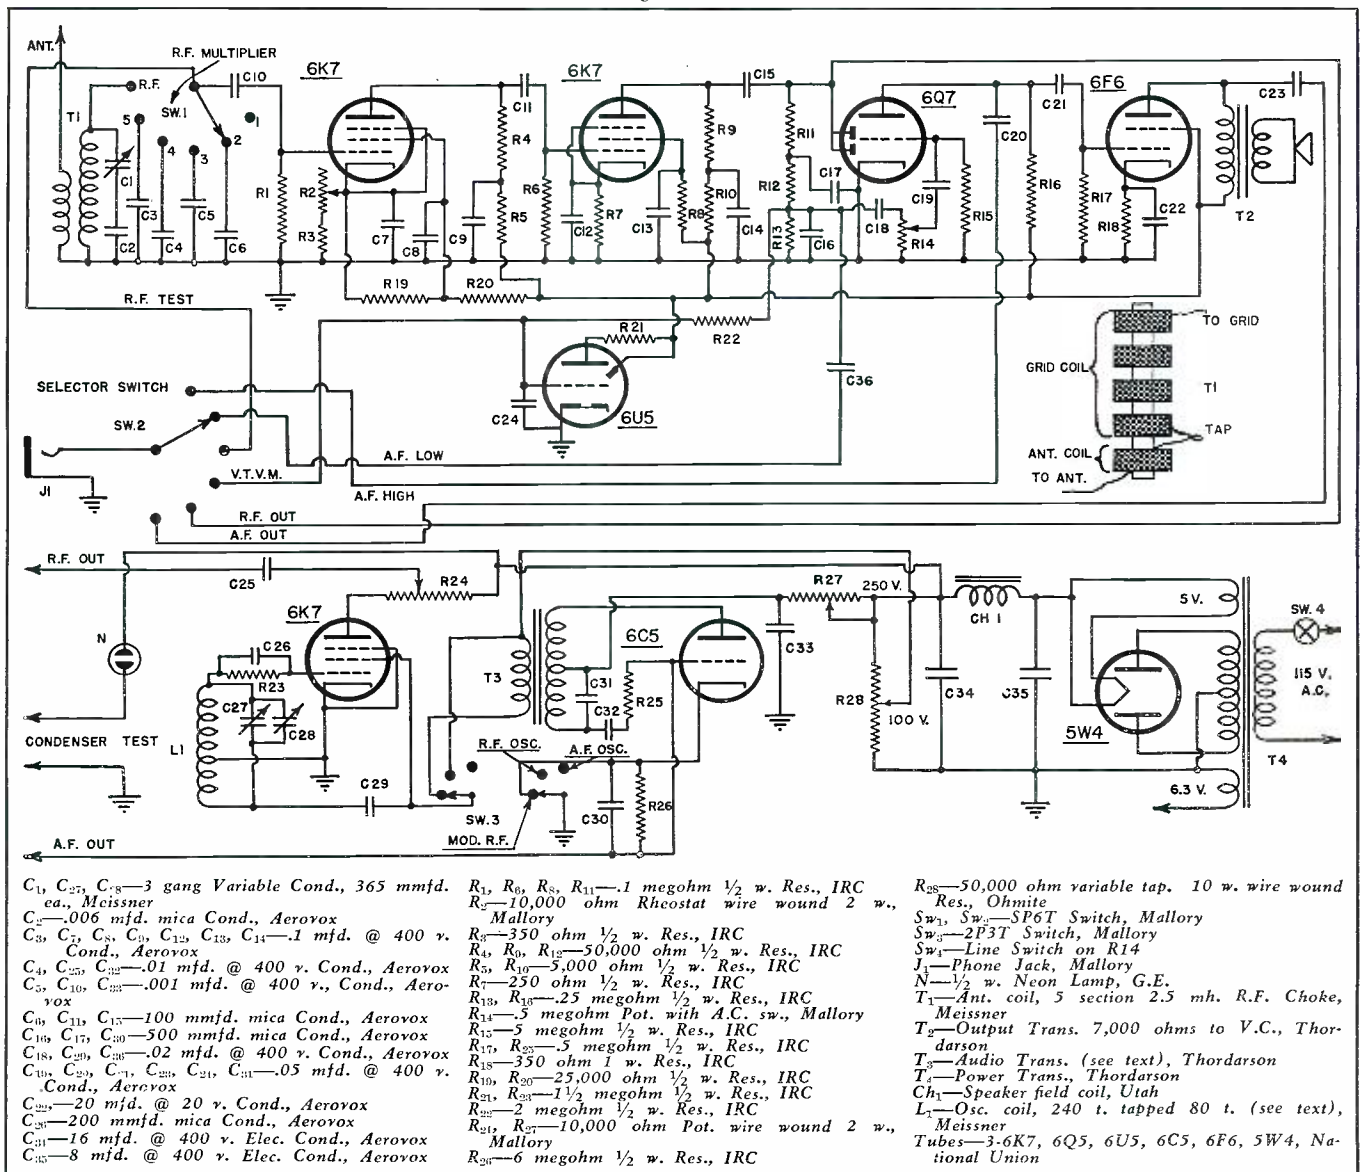 ANT.
R.F. MULTIPLIER
R.F.
SW.1
T1
C1
C2
C3
C4
C5
C6
5
4
3
2
1
C10
6K7
R1
R2
R3
C7
C8
C9
R4
R5
C11
R6
6K7
C12
R7
C13
R8
R9
R10
C14
C15
R11
R12
R13
C16
C17
C18
R14
6Q7
C19
R15
C20
R16
C21
6F6
R17
R18
C22
T2
C23
R19
R20
R.F. TEST
R21
R22
C24
6U5
C36
SELECTOR SWITCH
SW.2
J1
A.F. LOW
V.T.V.M.
A.F. HIGH
R.F. OUT
A.F. OUT
TO GRID
GRID COIL
T1
TAP
ANT. COIL
TO ANT.
R.F. OUT
C25
R24
6K7
N
C26
R23
C27
C28
L1
C29
CONDENSER TEST
A.F. OUT
T3
C31
C32
R25
6C5
R.F. OSC.
A.F. OSC.
SW.3
MOD. R.F.
C30
R26
C33
R27
250 V.
R28
100 V.
C34
CH 1
C35
5W4
5 V.
6.3 V.
SW. 4
115 V.
A.C.
T4
C1, C27, C28—3 gang Variable Cond., 365 mmfd.
ea., Meissner
C2—.006 mfd. mica Cond., Aerovox
C3, C7, C8, C9, C12, C13, C14—.1 mfd. @ 400 v.
Cond., Aerovox
C4, C25, C32—.01 mfd. @ 400 v. Cond., Aerovox
C5, C10, C33—.001 mfd. @ 400 v., Cond., Aero-
vox
C6, C11, C15—100 mmfd. mica Cond., Aerovox
C16, C17, C30—500 mmfd. mica Cond., Aerovox
C18, C20, C36—.02 mfd. @ 400 v. Cond., Aerovox
C19, C23, C24, C31—.05 mfd. @ 400 v.
Cond., Aerovox
C22,—20 mfd. @ 20 v. Cond., Aerovox
C26—200 mmfd. mica Cond., Aerovox
C34—16 mfd. @ 400 v. Elec. Cond., Aerovox
C35—8 mfd. @ 400 v. Elec. Cond., Aerovox
R1, R6, R8, R11—.1 megohm ½ w. Res., IRC
R2—10,000 ohm Rheostat wire wound 2 w.,
Mallory
R3—350 ohm ½ w. Res., IRC
R4, R9, R12—50,000 ohm ½ w. Res., IRC
R5, R10—5,000 ohm ½ w. Res., IRC
R7—250 ohm ½ w. Res., IRC
R13, R16—.25 megohm ½ w. Res., IRC
R14—.5 megohm Pot. with A.C. sw., Mallory
R15—5 megohm ½ w. Res., IRC
R17, R25—.5 megohm ½ w. Res., IRC
R18—350 ohm 1 w. Res., IRC
R19, R20—25,000 ohm ½ w. Res., IRC
R21, R23—1½ megohm ½ w. Res., IRC
R22—2 megohm ½ w. Res., IRC
R24, R27—10,000 ohm Pot. wire wound 2 w.,
Mallory
R26—6 megohm ½ w. Res., IRC
R28—50,000 ohm variable tap. 10 w. wire wound
Res., Ohmite
Sw1, Sw2—SP6T Switch, Mallory
Sw3—2P3T Switch, Mallory
Sw4—Line Switch on R14
J1—Phone Jack, Mallory
N—½ w. Neon Lamp, G.E.
T1—Ant. coil, 5 section 2.5 mh. R.F. Choke,
Meissner
T2—Output Trans. 7,000 ohms to V.C., Thor-
darson
T3—Audio Trans. (see text), Thordarson
T4—Power Trans., Thordarson
Ch1—Speaker field coil, Utah
L1—Osc. coil, 240 t. tapped 80 t. (see text),
Meissner
Tubes—3-6K7, 6Q5, 6U5, 6C5, 6F6, 5W4, Na-
tional Union